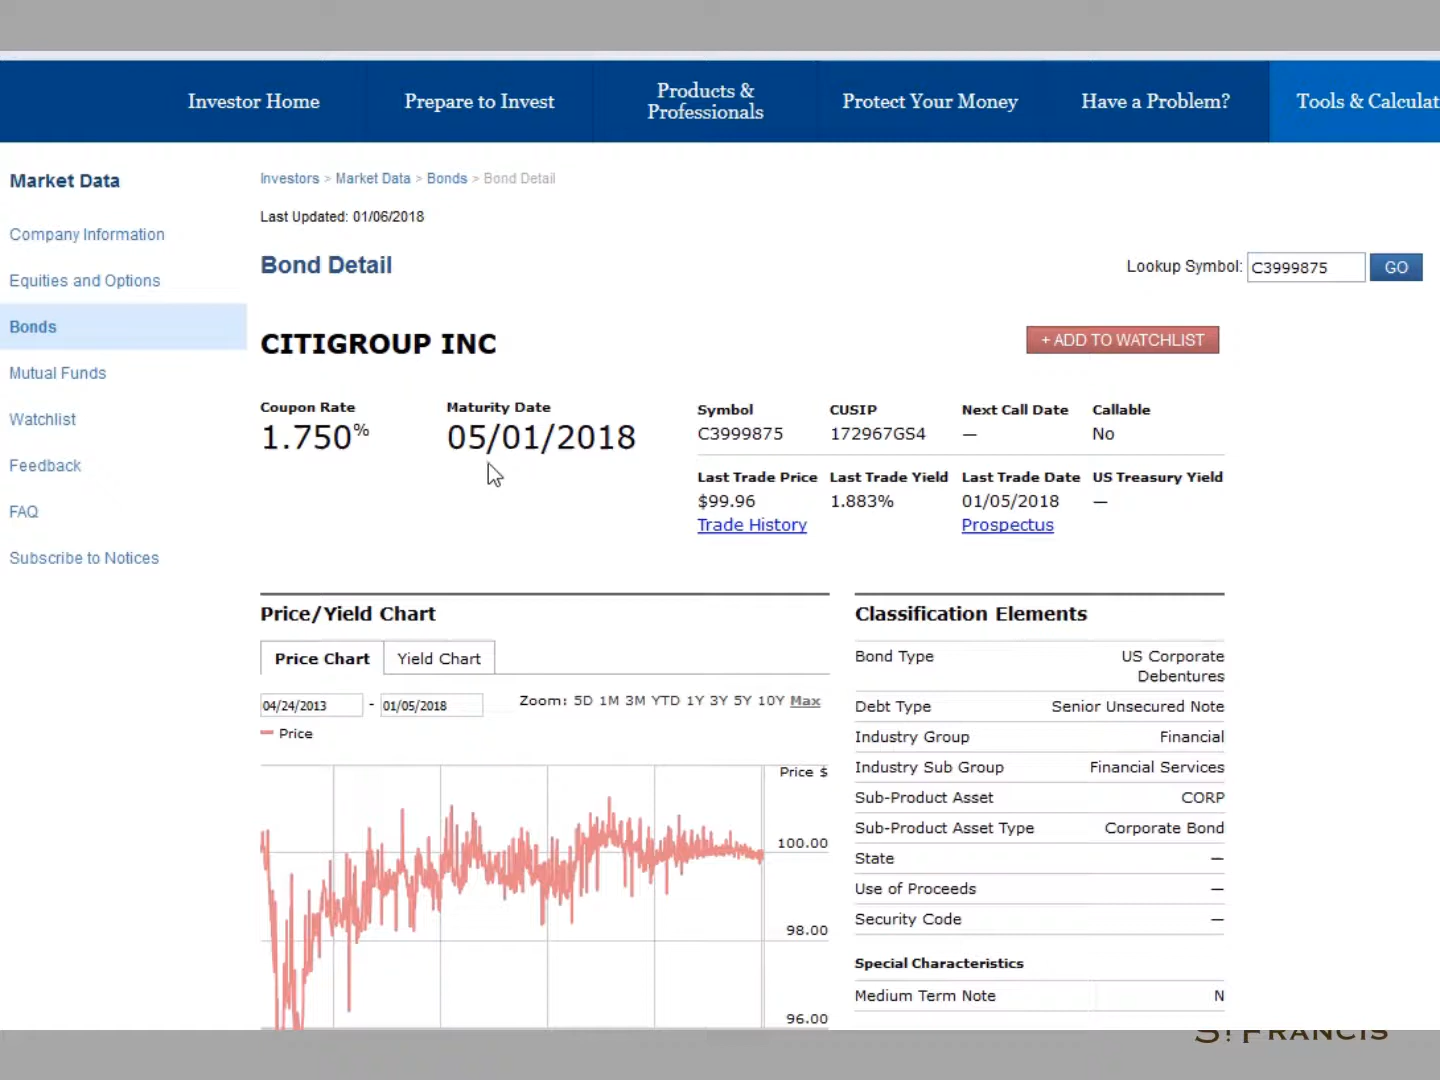 Investor Home
Prepare to Invest
Products &
Professionals
Protect Your Money
Have a Problem?
Tools & Calculat
Market Data
Company Information
Equities and Options
Bonds
Mutual Funds
Watchlist
Feedback
FAQ
Subscribe to Notices
Investors > Market Data > Bonds > Bond Detail
Last Updated: 01/06/2018
Bond Detail
Lookup Symbol: C3999875 GO
CITIGROUP INC
+ ADD TO WATCHLIST
Coupon Rate
1.750%
Maturity Date
05/01/2018
Symbol CUSIP Next Call Date Callable
C3999875 172967GS4 — No
Last Trade Price Last Trade Yield Last Trade Date US Treasury Yield
$99.96 1.883% 01/05/2018 —
Trade History Prospectus
Price/Yield Chart
Price Chart Yield Chart
04/24/2013 - 01/05/2018 Zoom: 5D 1M 3M YTD 1Y 3Y 5Y 10Y Max
Price
Price $
100.00
98.00
96.00
Classification Elements
Bond Type US Corporate
Debentures
Debt Type Senior Unsecured Note
Industry Group Financial
Industry Sub Group Financial Services
Sub-Product Asset CORP
Sub-Product Asset Type Corporate Bond
State —
Use of Proceeds —
Security Code —
Special Characteristics
Medium Term Note N
FRANCIS